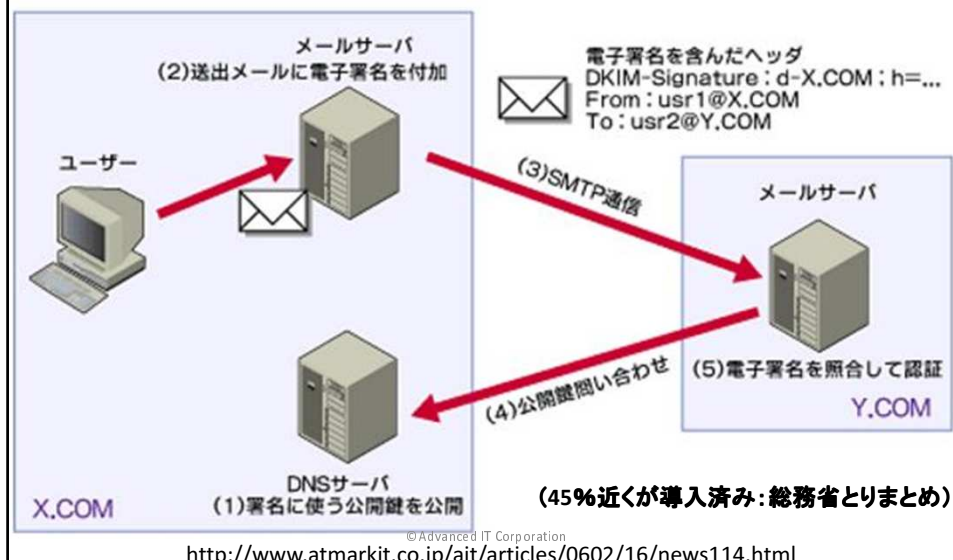 メールサーバ
(2)送出メールに電子署名を付加
電子署名を含んだヘッダ
DKIM-Signature：d-X.COM：h=...
From：usr1@X.COM
To：usr2@Y.COM
ユーザー
(3)SMTP通信
メールサーバ
(4)公開鍵問い合わせ
(5)電子署名を照合して認証
Y.COM
DNSサーバ
(1)署名に使う公開鍵を公開
X.COM
(45%近くが導入済み：総務省とりまとめ)
©Advanced IT Corporation
http://www.atmarkit.co.jp/ait/articles/0602/16/news114.html